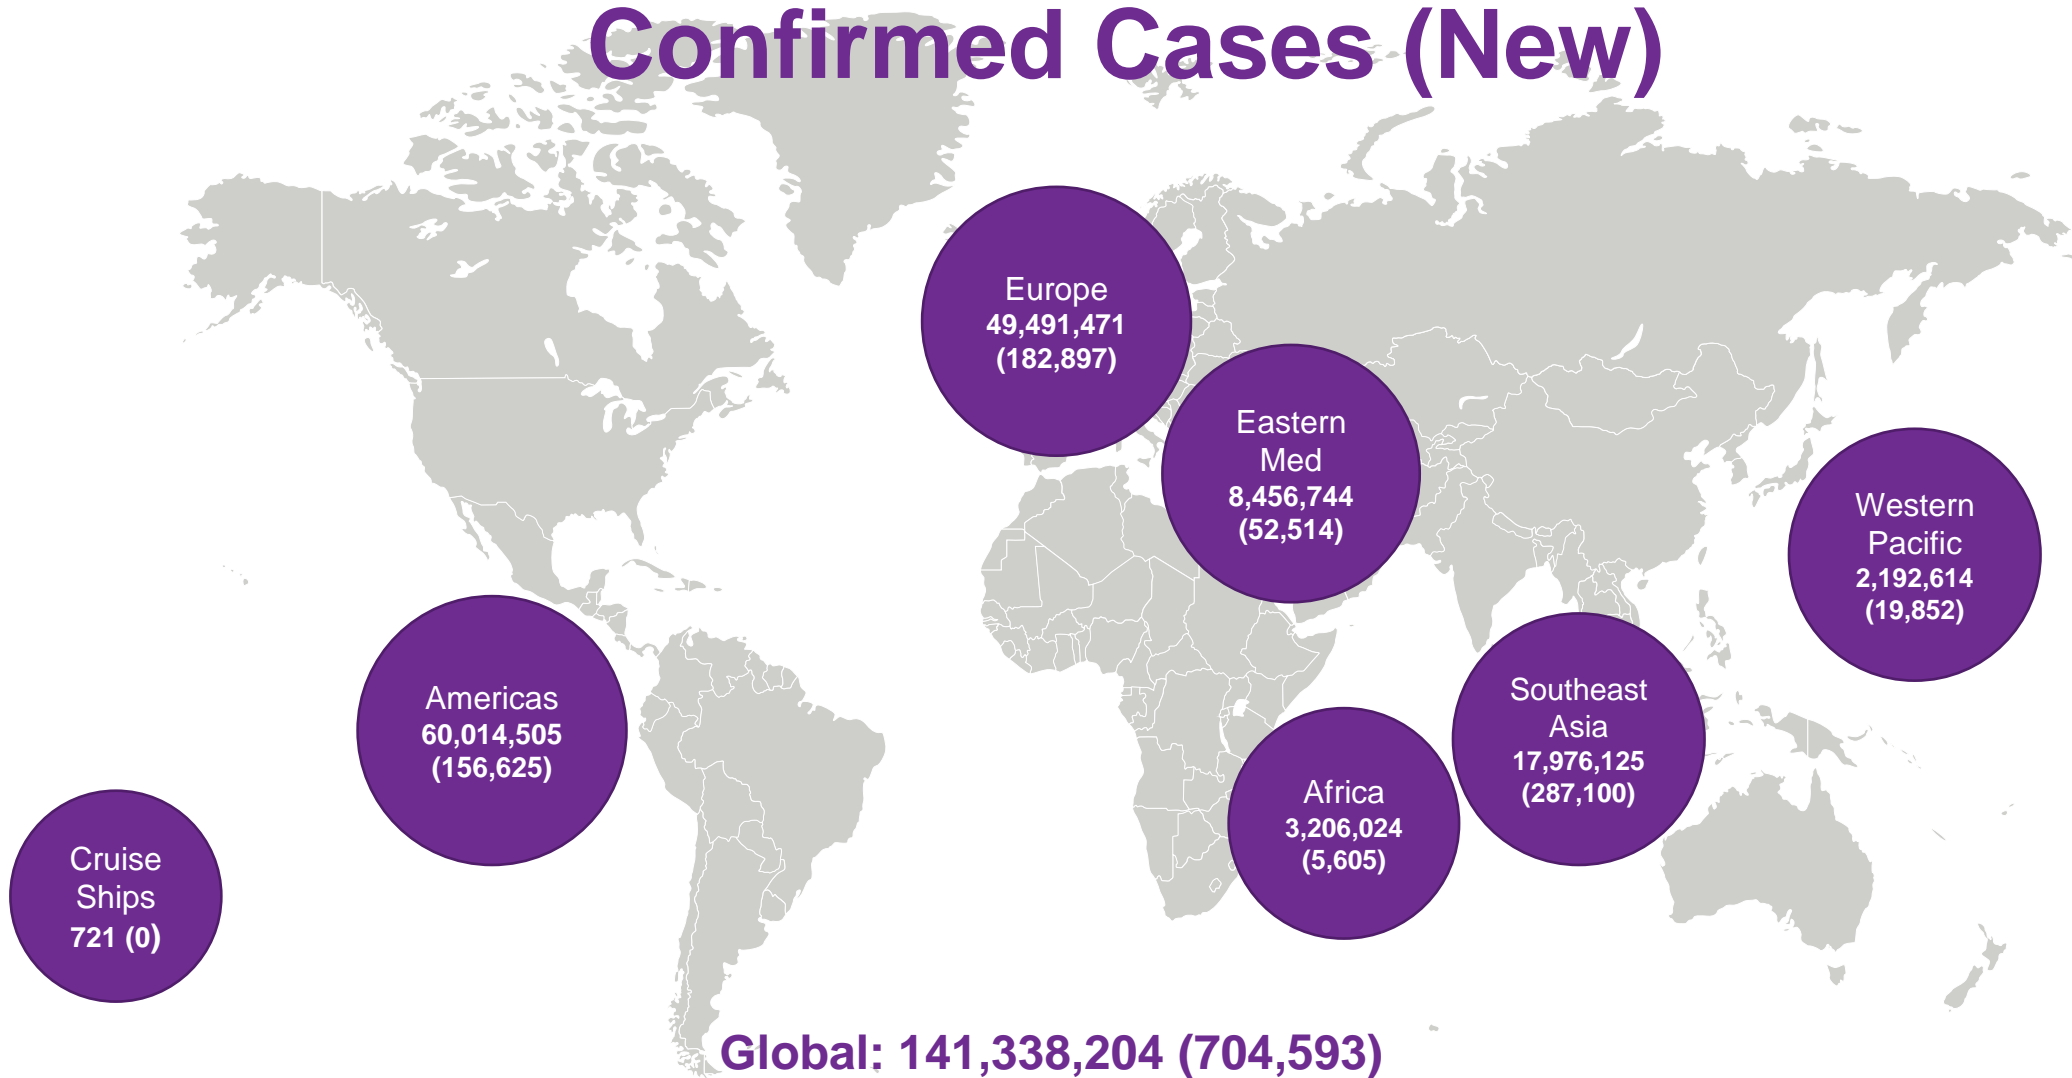 Confirmed Cases (New)
Europe
49,491,471
(182,897)
Eastern
Med
8,456,744
(52,514)
Western
Pacific
2,192,614
(19,852)
Americas
60,014,505
(156,625)
Southeast
Asia
17,976,125
(287,100)
Africa
3,206,024
(5,605)
Cruise
Ships
721 (0)
Global: 141,338,204 (704,593)